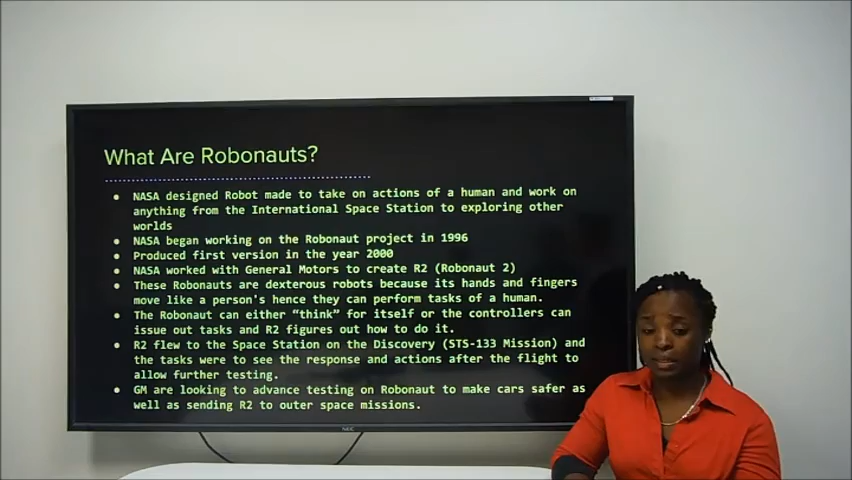 What Are Robonauts?
● NASA designed Robot made to take on actions of a human and work on
anything from the International Space Station to exploring other
worlds
● NASA began working on the Robonaut project in 1996
● Produced first version in the year 2000
● NASA worked with General Motors to create R2 (Robonaut 2)
● These Robonauts are dexterous robots because its hands and fingers
move like a person's hence they can perform tasks of a human.
● The Robonaut can either “think” for itself or the controllers can
issue out tasks and R2 figures out how to do it.
● R2 flew to the Space Station on the Discovery (STS-133 Mission) and
the tasks were to see the response and actions after the flight to
allow further testing.
● GM are looking to advance testing on Robonaut to make cars safer as
well as sending R2 to outer space missions.
NEC